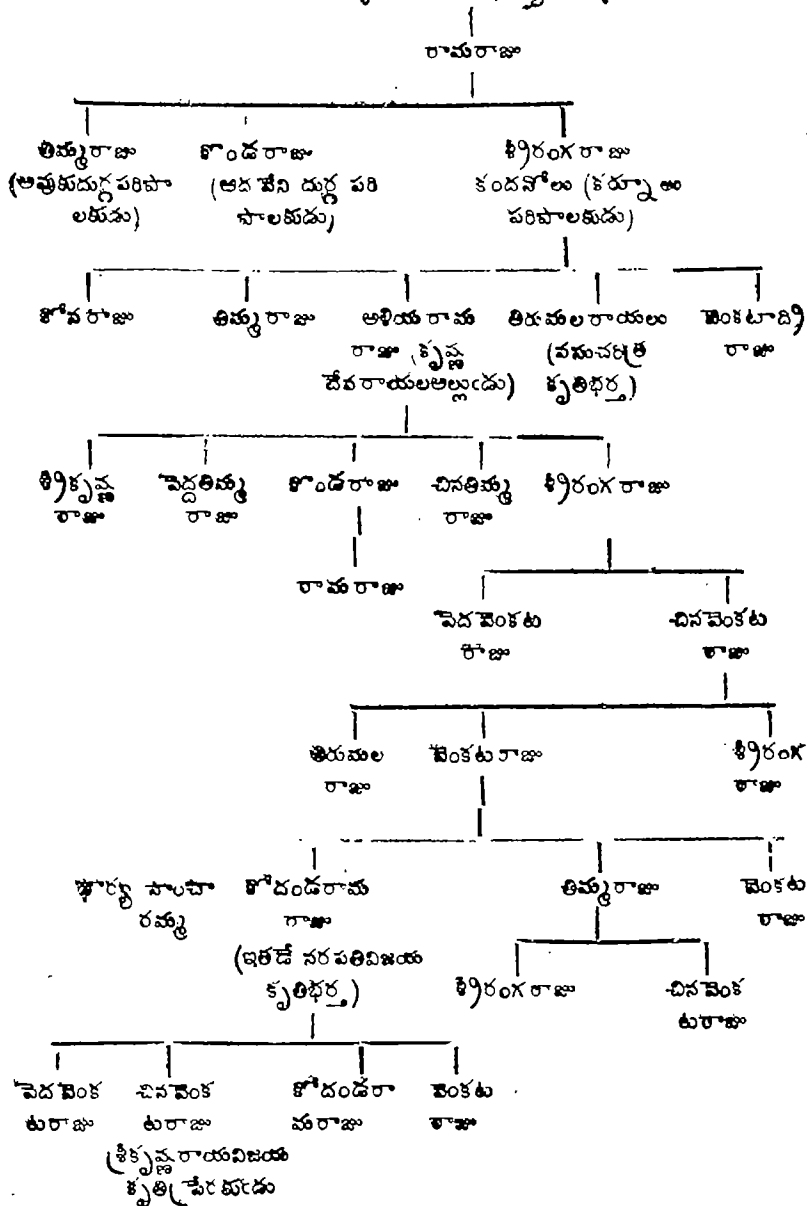 రామరాజు
తిమ్మరాజు కొండరాజు శ్రీరంగరాజు
(అవుకుదుర్గపరిపా (ఆదవేని దుర్గ పరి కందనోలు (కర్నూలు
లకుడు) పాలకుడు) పరిపాలకుడు)
కోనరాజు తిమ్మరాజు అళియరామ తిరుమలరాయలు వెంకటాద్రి
రాజు (కృష్ణ (వసుచరిత్ర రాజు
దేవరాయలఅల్లుఁడు) కృతిభర్త)
శ్రీకృష్ణ పెద్దతిమ్మ కొండరాజు చినతిమ్మ శ్రీరంగరాజు
రాజు రాజు రాజు
రామరాజు
పెదవెంకట చినవెంకట
రాజు రాజు
తిరుమల వెంకటరాజు శ్రీరంగ
రాజు రాజు
భార్య కోదండరామ తిమ్మరాజు వెంకట
రమ్మ రాజు రాజు
(ఇతడే నరపతివిజయ శ్రీరంగరాజు చినవెంక
కృతిభర్త) టరాజు
పెదవెంక చినవెంక కోదండరా వెంకట
టరాజు టరాజు మరాజు రాజు
(శ్రీకృష్ణరాయవిజయ
కృతిప్రేరకుఁడు